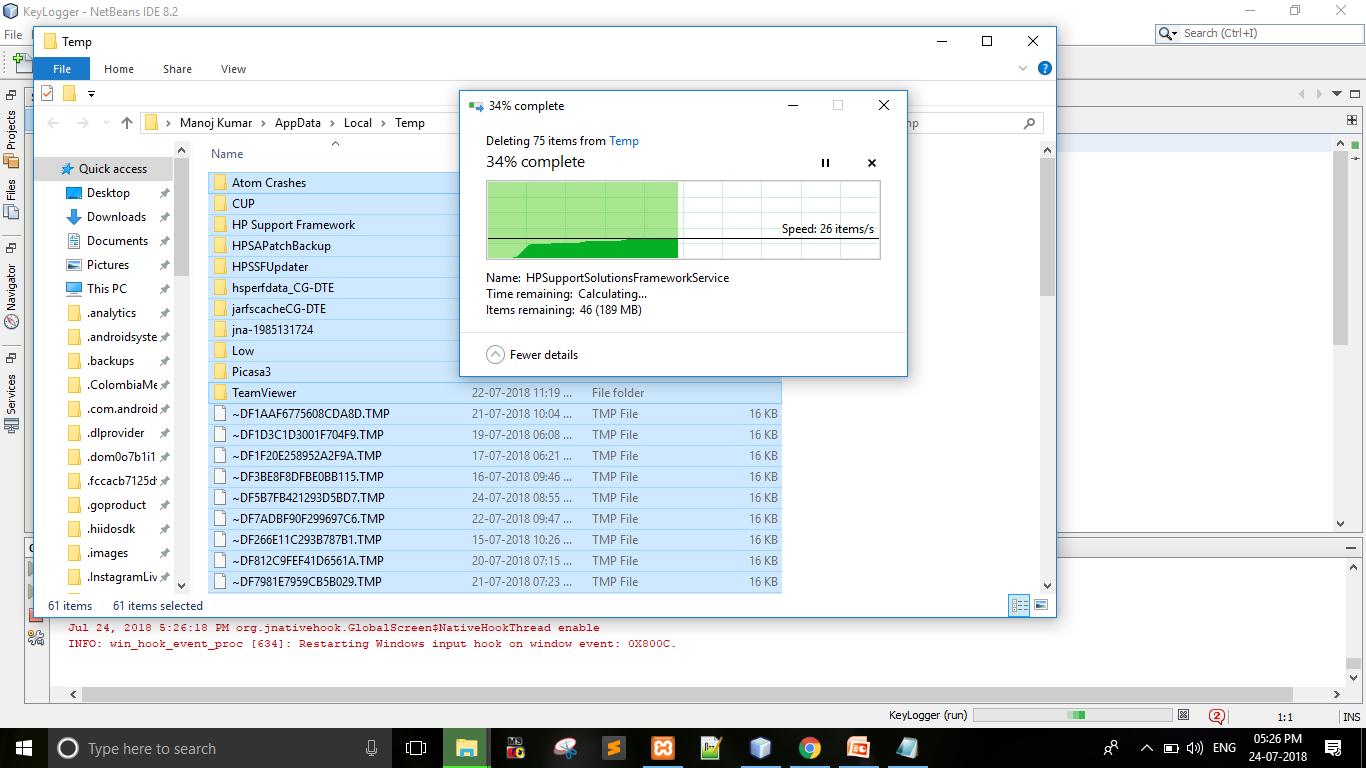 KeyLogger - NetBeans IDE 8.2
File
Search (Ctrl+I)
Temp
File Home Share View
Manoj Kumar AppData Local Temp
Name
Quick access
Desktop
Downloads
Documents
Pictures
This PC
.analytics
.androidsyste
.backups
.ColombiaMe
.com.android
.dlprovider
.dom0o7b1i1
.fccacb7125d
.goproduct
.hiidosdk
.images
.InstagramLiv
Atom Crashes
CUP
HP Support Framework
HPSAPatchBackup
HPSSFUpdater
hsperfdata_CG-DTE
jarfscacheCG-DTE
jna-1985131724
Low
Picasa3
TeamViewer 22-07-2018 11:19 ... File folder
~DF1AAF6775608CDA8D.TMP 21-07-2018 10:04 ... TMP File 16 KB
~DF1D3C1D3001F704F9.TMP 19-07-2018 06:08 ... TMP File 16 KB
~DF1F20E258952A2F9A.TMP 17-07-2018 06:21 ... TMP File 16 KB
~DF3BE8F8DFBE0BB115.TMP 16-07-2018 09:46 ... TMP File 16 KB
~DF5B7FB421293D5BD7.TMP 24-07-2018 08:55 ... TMP File 16 KB
~DF7ADBF90F299697C6.TMP 22-07-2018 09:47 ... TMP File 16 KB
~DF266E11C293B787B1.TMP 15-07-2018 10:26 ... TMP File 16 KB
~DF812C9FEF41D6561A.TMP 20-07-2018 07:15 ... TMP File 16 KB
~DF7981E7959CB5B029.TMP 21-07-2018 07:23 ... TMP File 16 KB
61 items 61 items selected
34% complete
Deleting 75 items from Temp
34% complete
Speed: 26 items/s
Name: HPSupportSolutionsFrameworkService
Time remaining: Calculating...
Items remaining: 46 (189 MB)
Fewer details
Projects
Files
Navigator
Services
Jul 24, 2018 5:26:18 PM org.jnativehook.GlobalScreen$NativeHookThread enable
INFO: win_hook_event_proc [634]: Restarting Windows input hook on window event: 0X800C.
KeyLogger (run) 2 1:1 INS
Type here to search
ENG
05:26 PM
24-07-2018